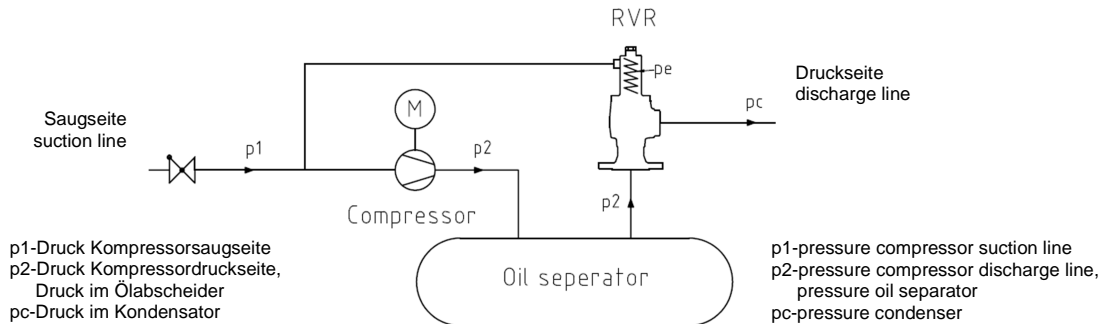 RVR
pe
Druckseite
discharge line
pc
Saugseite
suction line
M
p1
p2
Compressor
p2
Oil seperator
p1-Druck Kompressorsaugseite
p2-Druck Kompressordruckseite,
Druck im Ölabscheider
pc-Druck im Kondensator
p1-pressure compressor suction line
p2-pressure compressor discharge line,
pressure oil separator
pc-pressure condenser